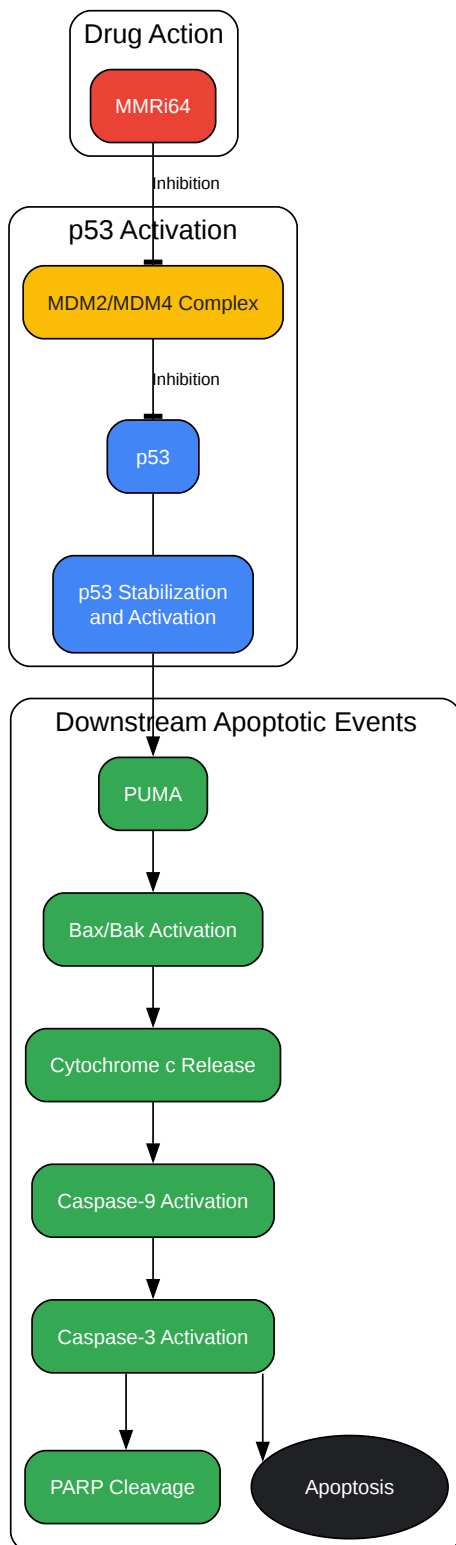 Drug Action
MMRi64
Inhibition
p53 Activation
MDM2/MDM4 Complex
Inhibition
p53
p53 Stabilization
and Activation
Downstream Apoptotic Events
PUMA
Bax/Bak Activation
Cytochrome c Release
Caspase-9 Activation
Caspase-3 Activation
PARP Cleavage
Apoptosis